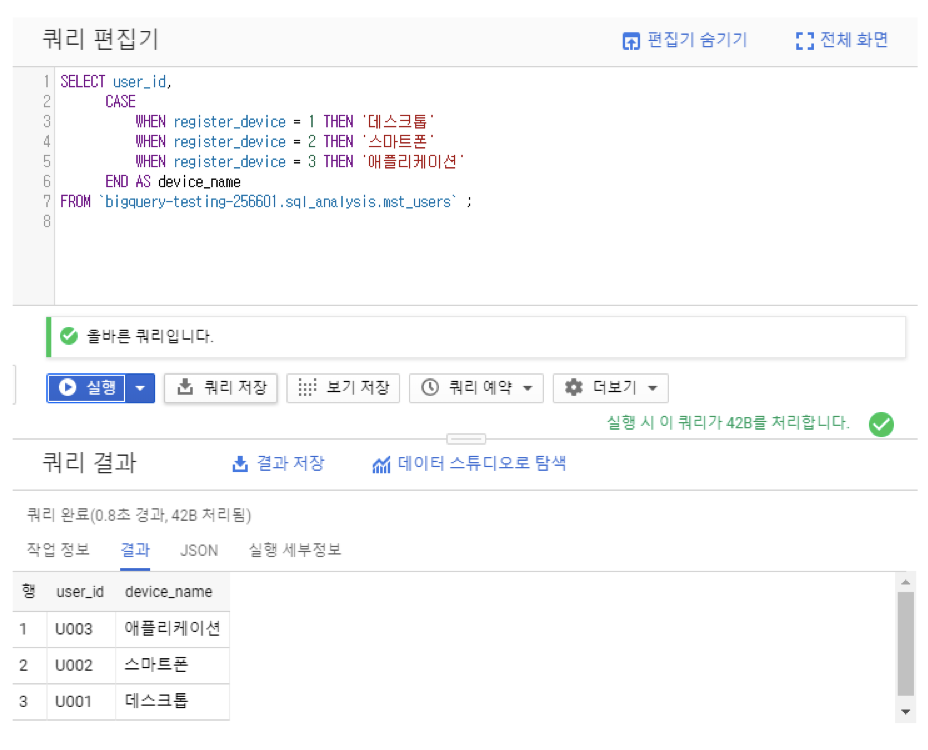 쿼리 편집기
편집기 숨기기
전체 화면
1 SELECT user_id,
2 CASE
3 WHEN register_device = 1 THEN '데스크톱'
4 WHEN register_device = 2 THEN '스마트폰'
5 WHEN register_device = 3 THEN '애플리케이션'
6 END AS device_name
7 FROM `bigquery-testing-256601.sql_analysis.mst_users` ;
8
올바른 쿼리입니다.
실행 쿼리 저장 보기 저장 쿼리 예약 더보기
실행 시 이 쿼리가 42B를 처리합니다.
쿼리 결과 결과 저장 데이터 스튜디오로 탐색
쿼리 완료(0.8초 경과, 42B 처리됨)
작업 정보 결과 JSON 실행 세부정보
행 user_id device_name
1 U003 애플리케이션
2 U002 스마트폰
3 U001 데스크톱